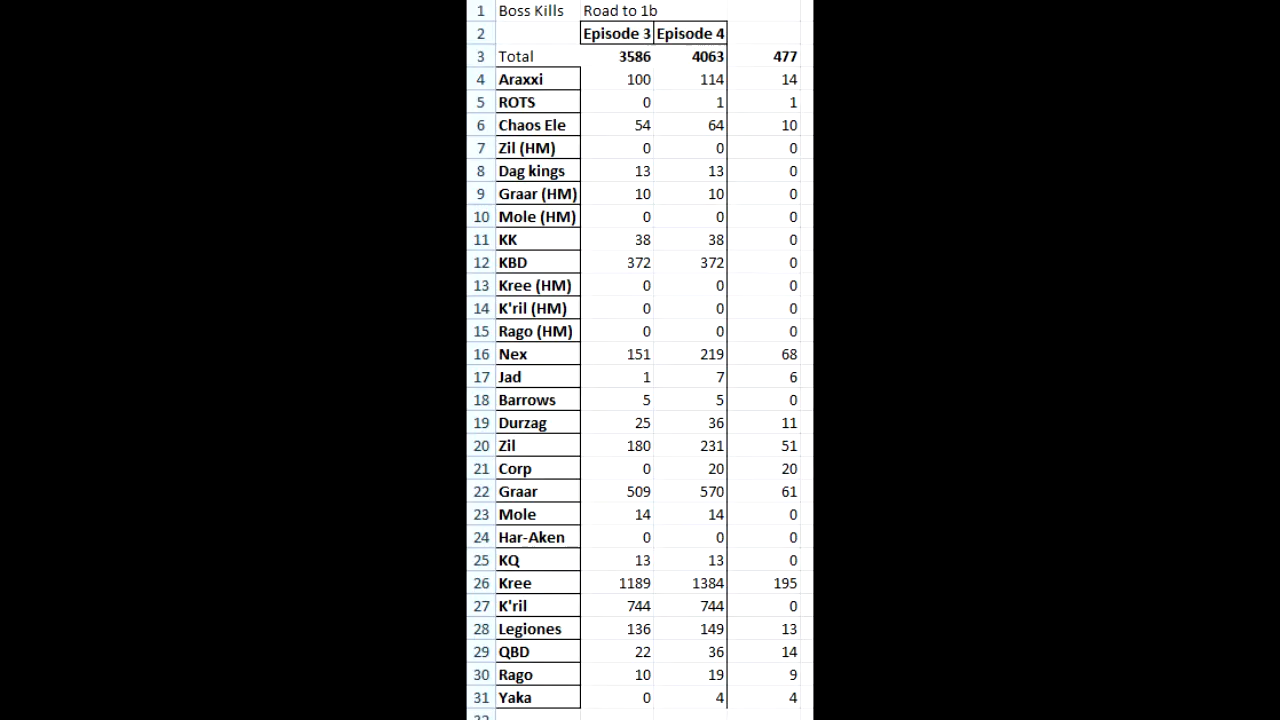 1 Boss Kills Road to 1b
2 Episode 3 Episode 4
3 Total 3586 4063 477
4 Araxxi 100 114 14
5 ROTS 0 1 1
6 Chaos Ele 54 64 10
7 Zil (HM) 0 0 0
8 Dag kings 13 13 0
9 Graar (HM) 10 10 0
10 Mole (HM) 0 0 0
11 KK 38 38 0
12 KBD 372 372 0
13 Kree (HM) 0 0 0
14 K'ril (HM) 0 0 0
15 Rago (HM) 0 0 0
16 Nex 151 219 68
17 Jad 1 7 6
18 Barrows 5 5 0
19 Durzag 25 36 11
20 Zil 180 231 51
21 Corp 0 20 20
22 Graar 509 570 61
23 Mole 14 14 0
24 Har-Aken 0 0 0
25 KQ 13 13 0
26 Kree 1189 1384 195
27 K'ril 744 744 0
28 Legiones 136 149 13
29 QBD 22 36 14
30 Rago 10 19 9
31 Yaka 0 4 4